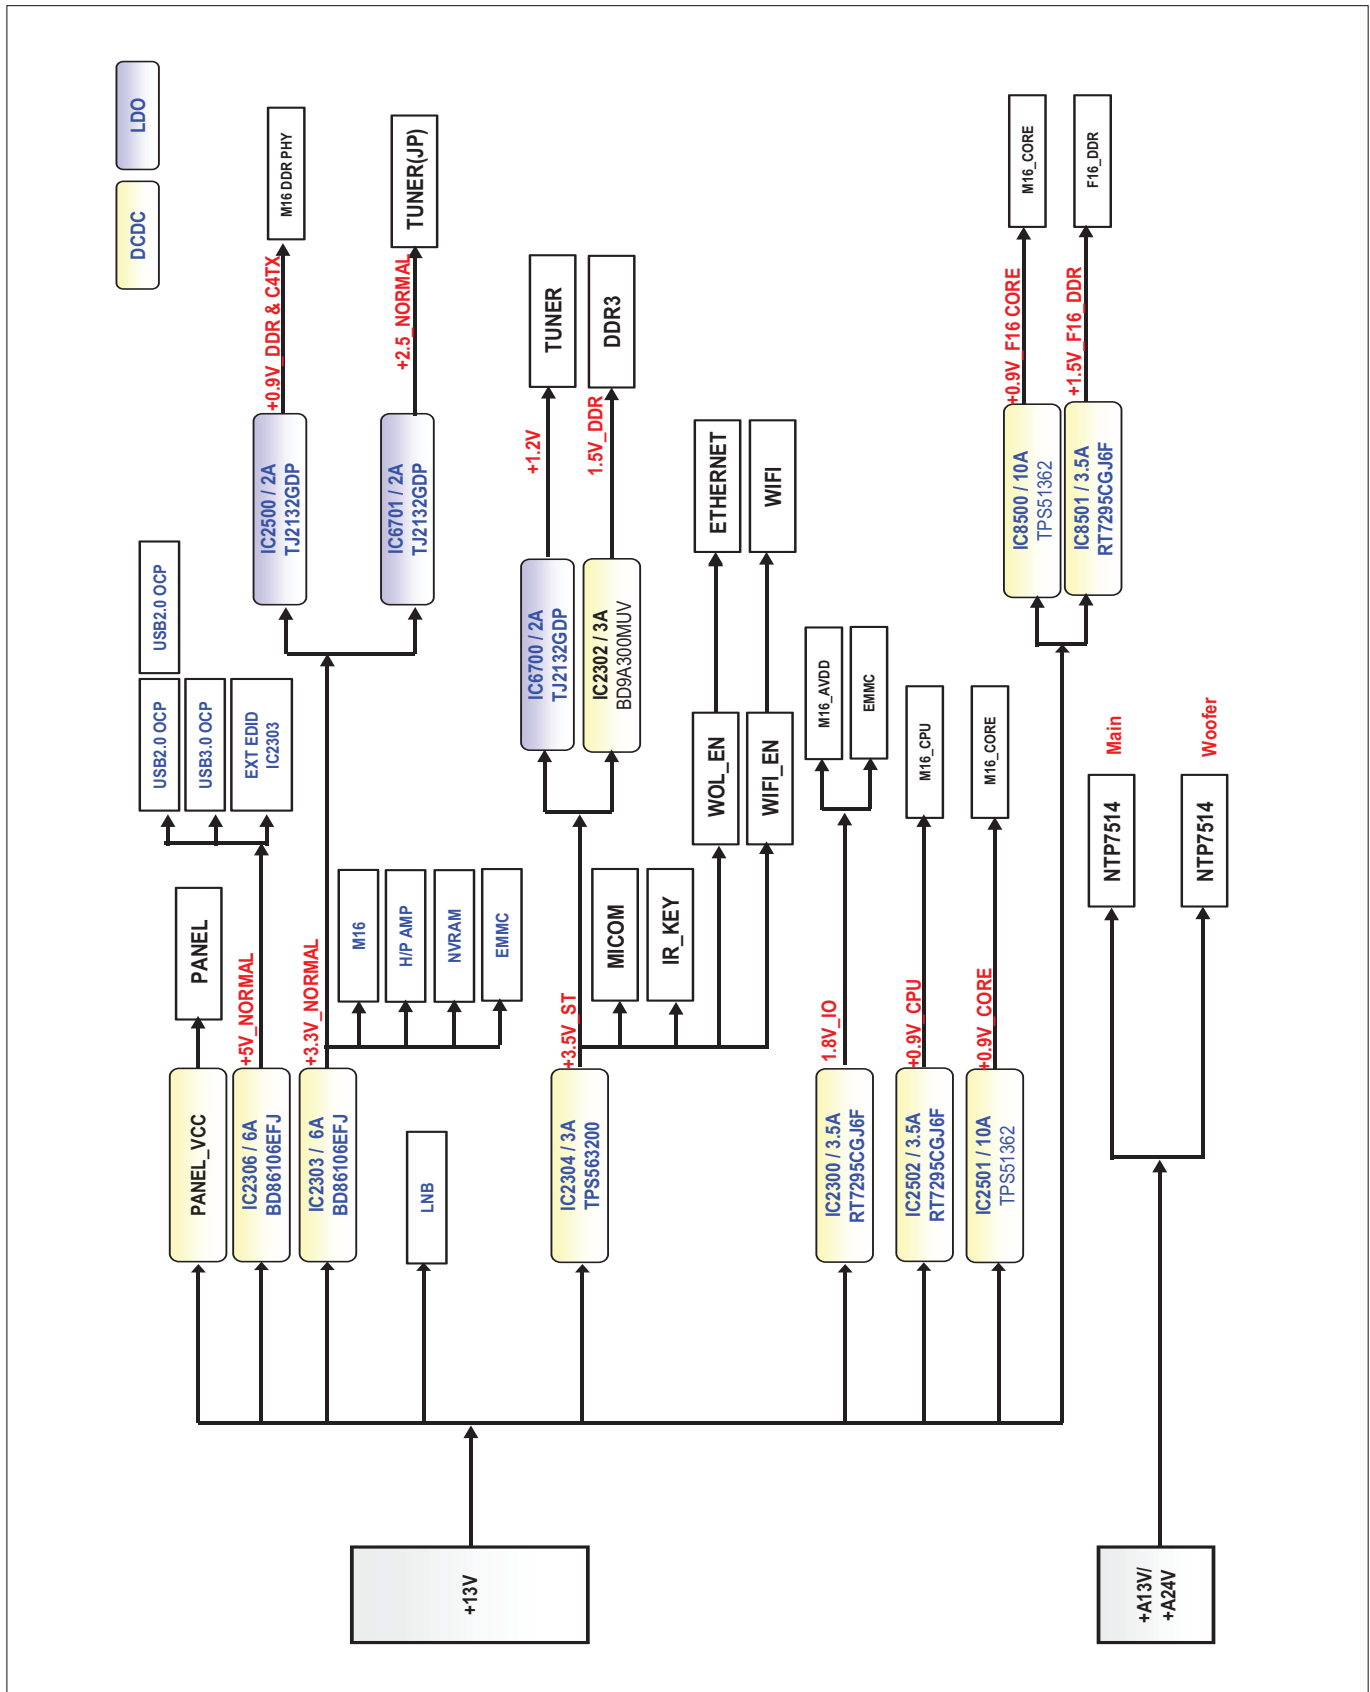 LDO
DCDC
M16 DDR PHY
+0.9V_DDR & C4TX
IC2500 / 2A
TJ2132GDP
TUNER(JP)
+2.5_NORMAL
IC6701 / 2A
TJ2132GDP
USB2.0 OCP
USB2.0 OCP
USB3.0 OCP
EXT EDID
IC2303
PANEL
PANEL_VCC
+5V_NORMAL
IC2306 / 6A
BD86106EFJ
+3.3V_NORMAL
IC2303 / 6A
BD86106EFJ
M16
H/P AMP
NVRAM
EMMC
LNB
TUNER
+1.2V
IC6700 / 2A
TJ2132GDP
DDR3
1.5V_DDR
IC2302 / 3A
BD9A300MUV
+3.5V_ST
IC2304 / 3A
TPS563200
MICOM
IR_KEY
ETHERNET
WOL_EN
WIFI
WIFI_EN
M16_AVDD
EMMC
1.8V_IO
IC2300 / 3.5A
RT7295CGJ6F
M16_CPU
+0.9V_CPU
IC2502 / 3.5A
RT7295CGJ6F
M16_CORE
+0.9V_CORE
IC2501 / 10A
TPS51362
M16_CORE
+0.9V_F16 CORE
IC8500 / 10A
TPS51362
F16_DDR
+1.5V_F16_DDR
IC8501 / 3.5A
RT7295CGJ6F
Main
NTP7514
Woofer
NTP7514
+13V
+A13V/
+A24V